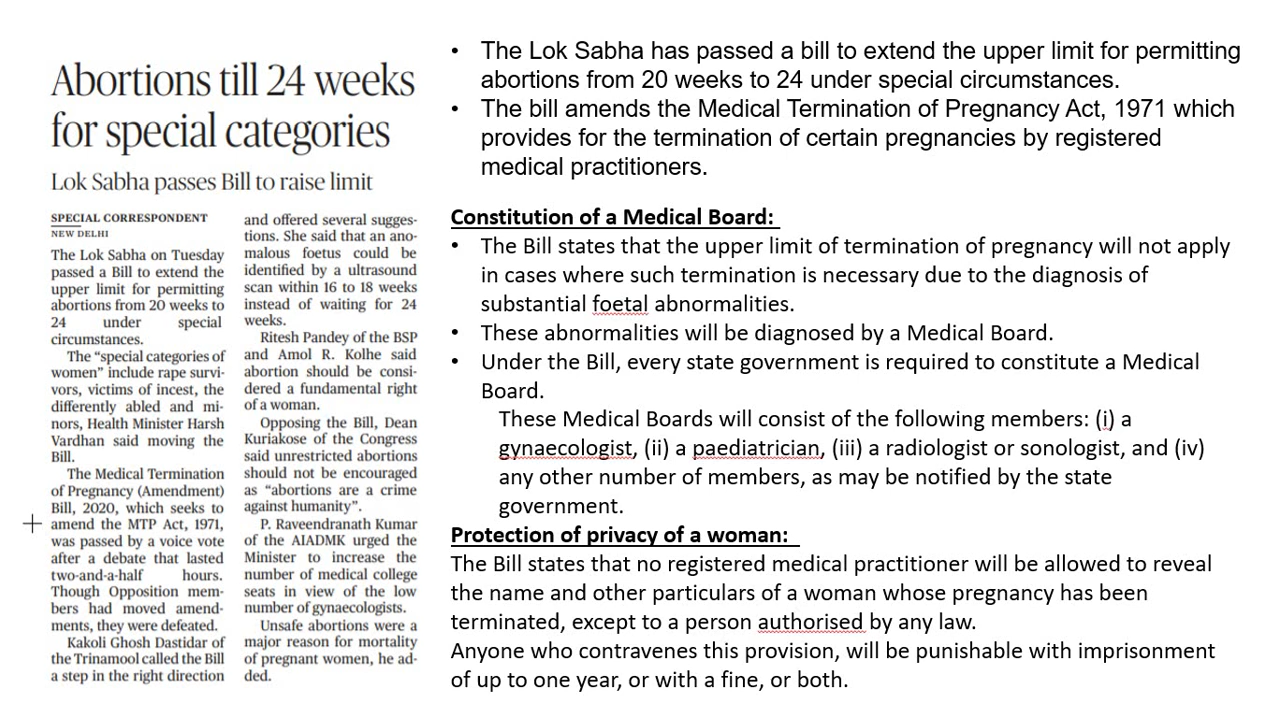 Abortions till 24 weeks
for special categories
Lok Sabha passes Bill to raise limit
SPECIAL CORRESPONDENT
NEW DELHI
The Lok Sabha on Tuesday
passed a Bill to extend the
upper limit for permitting
abortions from 20 weeks to
24 under special
circumstances.
The “special categories of
women” include rape survi-
vors, victims of incest, the
differently abled and mi-
nors, Health Minister Harsh
Vardhan said moving the
Bill.
The Medical Termination
of Pregnancy (Amendment)
Bill, 2020, which seeks to
amend the MTP Act, 1971,
was passed by a voice vote
after a debate that lasted
two-and-a-half hours.
Though Opposition mem-
bers had moved amend-
ments, they were defeated.
Kakoli Ghosh Dastidar of
the Trinamool called the Bill
a step in the right direction
and offered several sugges-
tions. She said that an ano-
malous foetus could be
identified by a ultrasound
scan within 16 to 18 weeks
instead of waiting for 24
weeks.
Ritesh Pandey of the BSP
and Amol R. Kolhe said
abortion should be consi-
dered a fundamental right
of a woman.
Opposing the Bill, Dean
Kuriakose of the Congress
said unrestricted abortions
should not be encouraged
as “abortions are a crime
against humanity”.
P. Raveendranath Kumar
of the AIADMK urged the
Minister to increase the
number of medical college
seats in view of the low
number of gynaecologists.
Unsafe abortions were a
major reason for mortality
of pregnant women, he ad-
ded.
• The Lok Sabha has passed a bill to extend the upper limit for permitting
abortions from 20 weeks to 24 under special circumstances.
• The bill amends the Medical Termination of Pregnancy Act, 1971 which
provides for the termination of certain pregnancies by registered
medical practitioners.
Constitution of a Medical Board:
• The Bill states that the upper limit of termination of pregnancy will not apply
in cases where such termination is necessary due to the diagnosis of
substantial foetal abnormalities.
• These abnormalities will be diagnosed by a Medical Board.
• Under the Bill, every state government is required to constitute a Medical
Board.
These Medical Boards will consist of the following members: (i) a
gynaecologist, (ii) a paediatrician, (iii) a radiologist or sonologist, and (iv)
any other number of members, as may be notified by the state
government.
Protection of privacy of a woman:
The Bill states that no registered medical practitioner will be allowed to reveal
the name and other particulars of a woman whose pregnancy has been
terminated, except to a person authorised by any law.
Anyone who contravenes this provision, will be punishable with imprisonment
of up to one year, or with a fine, or both.